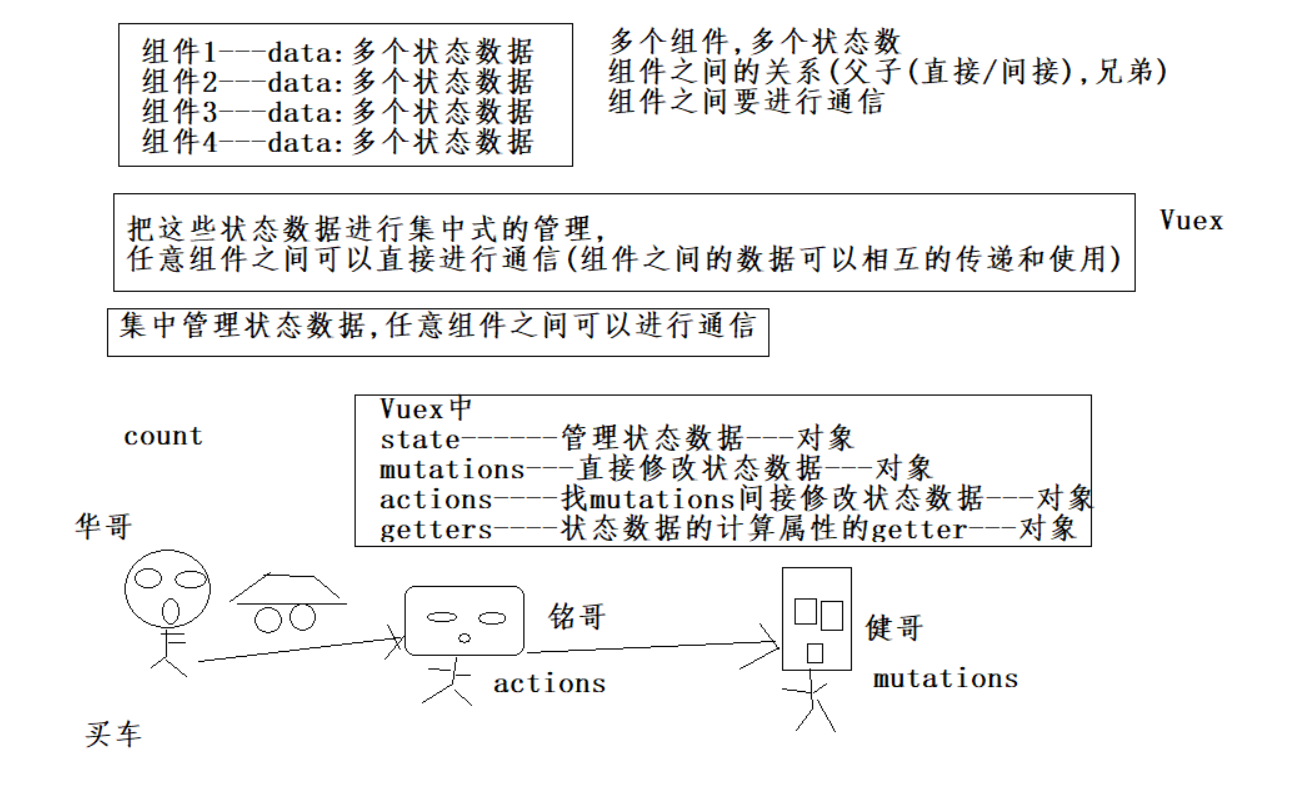 组件1---data:多个状态数据
组件2---data:多个状态数据
组件3---data:多个状态数据
组件4---data:多个状态数据
多个组件,多个状态数
组件之间的关系(父子(直接/间接),兄弟)
组件之间要进行通信
把这些状态数据进行集中式的管理,
任意组件之间可以直接进行通信(组件之间的数据可以相互的传递和使用)
Vuex
集中管理状态数据,任意组件之间可以进行通信
count
Vuex中
state------管理状态数据---对象
mutations---直接修改状态数据---对象
actions----找mutations间接修改状态数据---对象
getters----状态数据的计算属性的getter---对象
华哥
铭哥
健哥
actions
mutations
买车